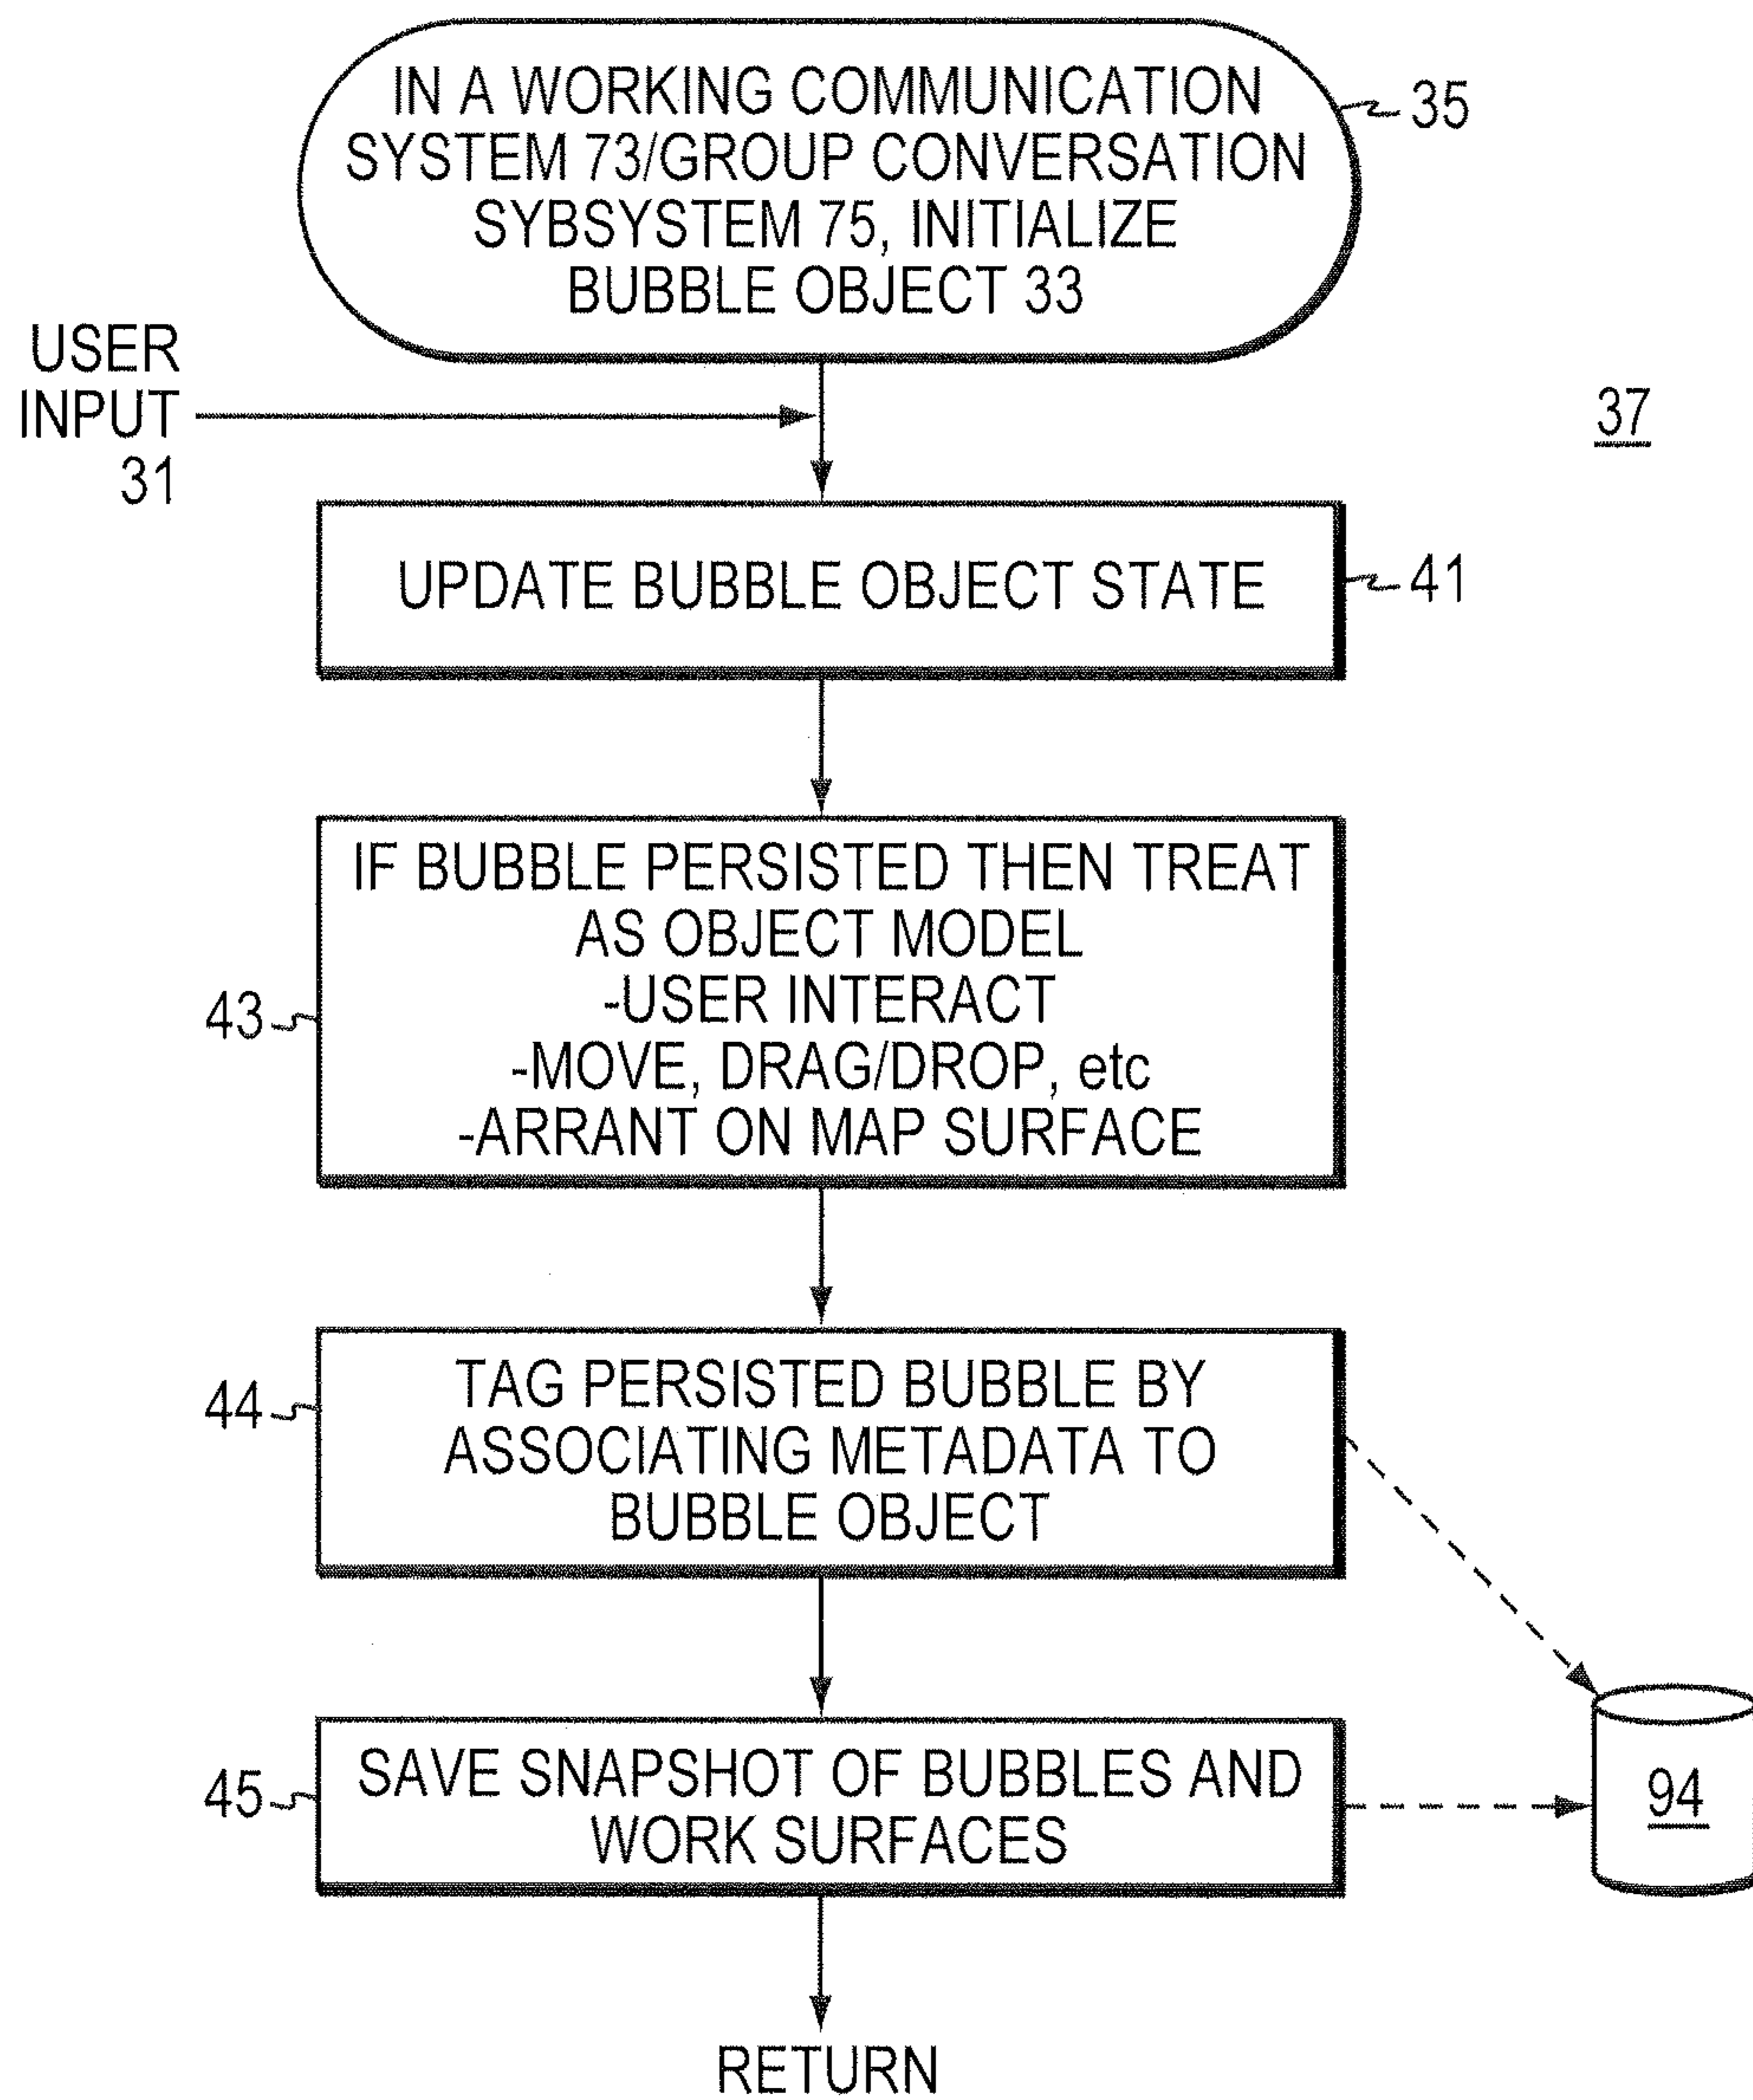 IN A WORKING COMMUNICATION
SYSTEM 73/GROUP CONVERSATION
SYBSYSTEM 75, INITIALIZE
BUBBLE OBJECT 33
35
USER
INPUT
31
37
UPDATE BUBBLE OBJECT STATE
41
IF BUBBLE PERSISTED THEN TREAT
AS OBJECT MODEL
-USER INTERACT
-MOVE, DRAG/DROP, etc
-ARRANT ON MAP SURFACE
43
TAG PERSISTED BUBBLE BY
ASSOCIATING METADATA TO
BUBBLE OBJECT
44
SAVE SNAPSHOT OF BUBBLES AND
WORK SURFACES
45
94
RETURN